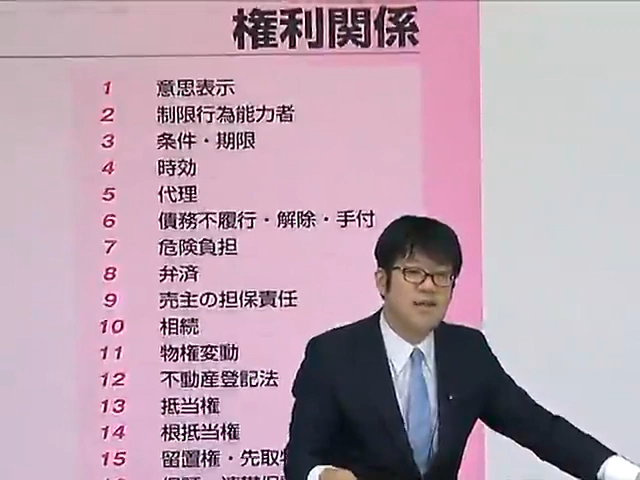 権利関係
1 意思表示
2 制限行為能力者
3 条件・期限
4 時効
5 代理
6 債務不履行・解除・手付
7 危険負担
8 弁済
9 売主の担保責任
10 相続
11 物権変動
12 不動産登記法
13 抵当権
14 根抵当権
15 留置権・先取